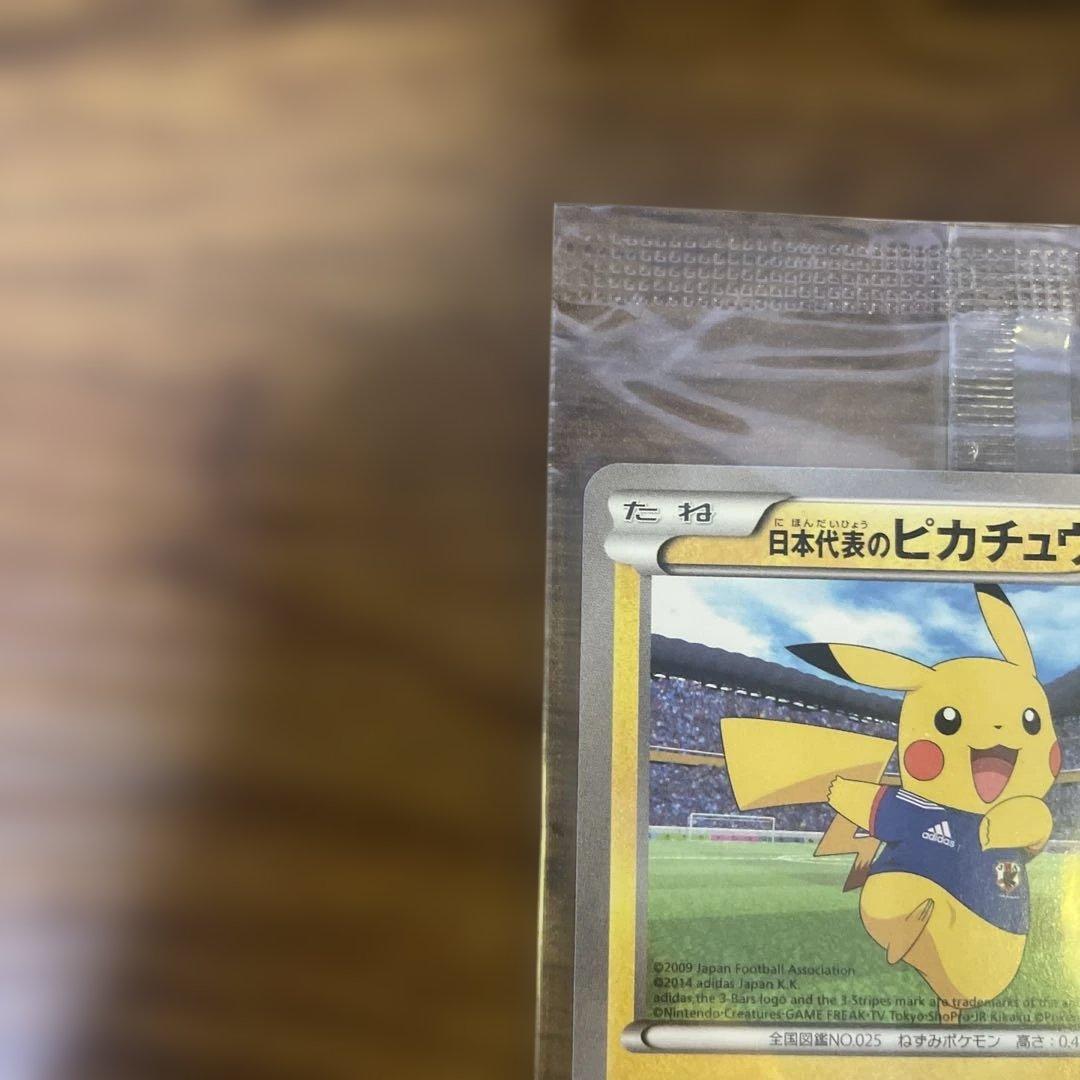 たね
にほんだいひょう
日本代表のピカチュウ
adidas
©2009 Japan Football Association
©2014 adidas Japan K.K.
adidas,the 3-Bars logo and the 3-Stripes mark are trademarks of the
©Nintendo·Creatures·GAME FREAK·TV Tokyo·ShoPro·JR Kikaku ©Pok
全国図鑑NO.025 ねずみポケモン 高さ:0.4